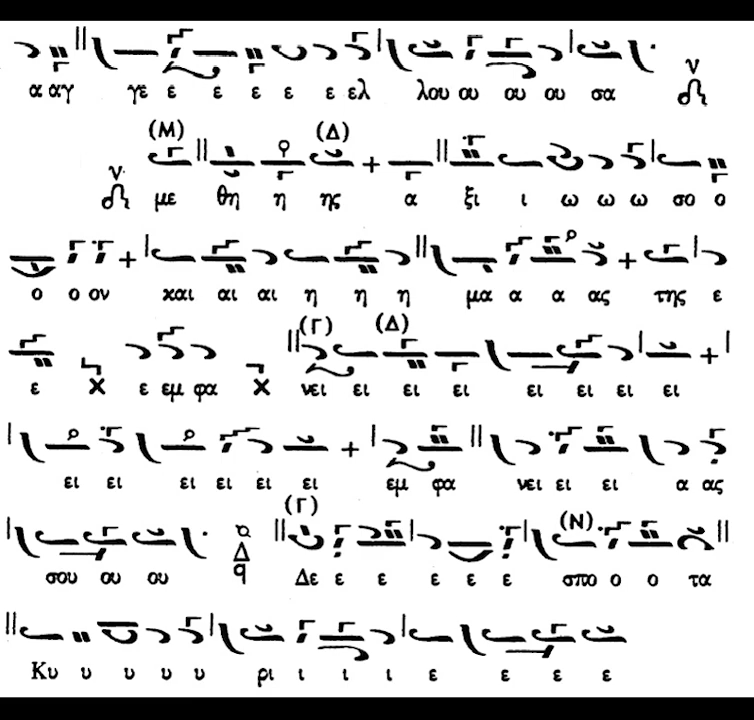 α αγ γε ε ε ε ε ε ελ λου ου ου ου σα ν
(Μ) (Δ)
ν με θη η ης α ξι ι ω ω ω σο ο
ο ο ον και αι αι η η η μα α α ας της ε
(Γ) (Δ)
ε χ ε εμ φα χ νει ει ει ει ει ει ει ει
ει ει ει ει ει ει εμ φα νει ει ει α ας
(Γ) (Ν)
σου ου ου Δ q Δε ε ε ε ε ε σπο ο ο τα
Κυ υ υ υ υ ρι ι ι ι ε ε ε ε